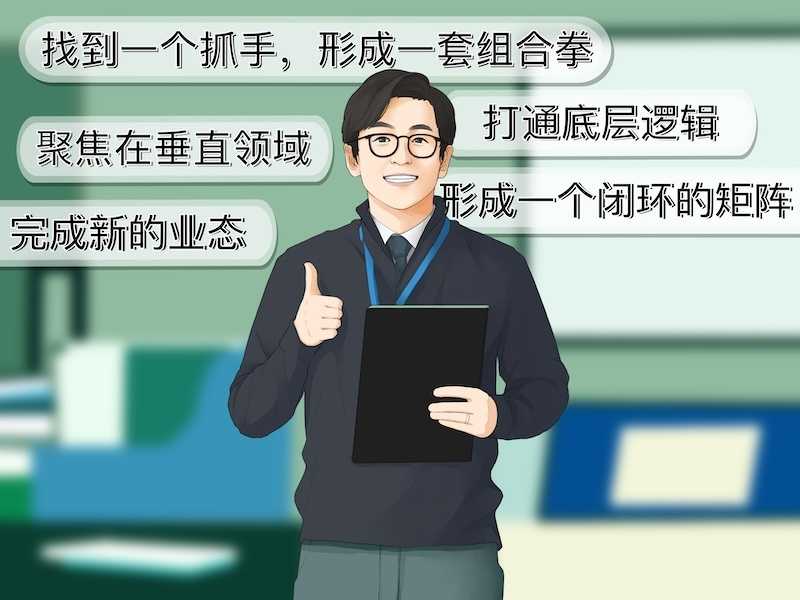 找到一个抓手，形成一套组合拳
聚焦在垂直领域
打通底层逻辑
形成一个闭环的矩阵
完成新的业态